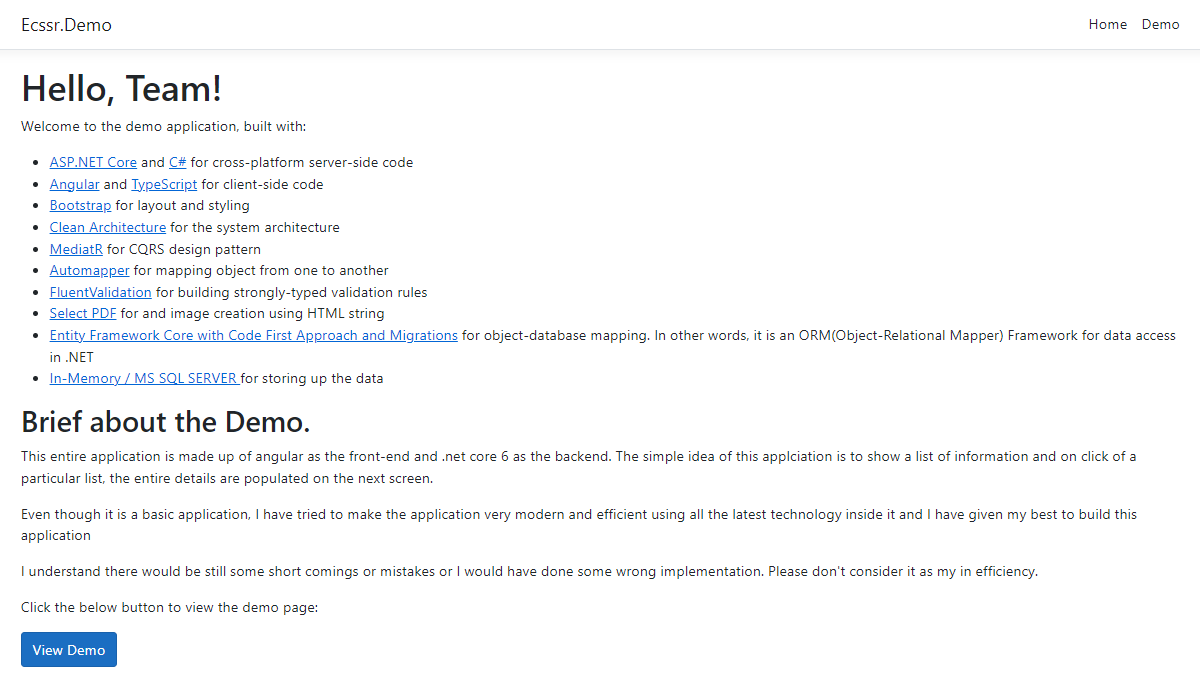 Ecssr.Demo
Home Demo
Hello, Team!
Welcome to the demo application, built with:
ASP.NET Core and C# for cross-platform server-side code
Angular and TypeScript for client-side code
Bootstrap for layout and styling
Clean Architecture for the system architecture
MediatR for CQRS design pattern
Automapper for mapping object from one to another
FluentValidation for building strongly-typed validation rules
Select PDF for and image creation using HTML string
Entity Framework Core with Code First Approach and Migrations for object-database mapping. In other words, it is an ORM(Object-Relational Mapper) Framework for data access
in .NET
In-Memory / MS SQL SERVER for storing up the data
Brief about the Demo.
This entire application is made up of angular as the front-end and .net core 6 as the backend. The simple idea of this applciation is to show a list of information and on click of a
particular list, the entire details are populated on the next screen.
Even though it is a basic application, I have tried to make the application very modern and efficient using all the latest technology inside it and I have given my best to build this
application
I understand there would be still some short comings or mistakes or I would have done some wrong implementation. Please don't consider it as my in efficiency.
Click the below button to view the demo page:
View Demo